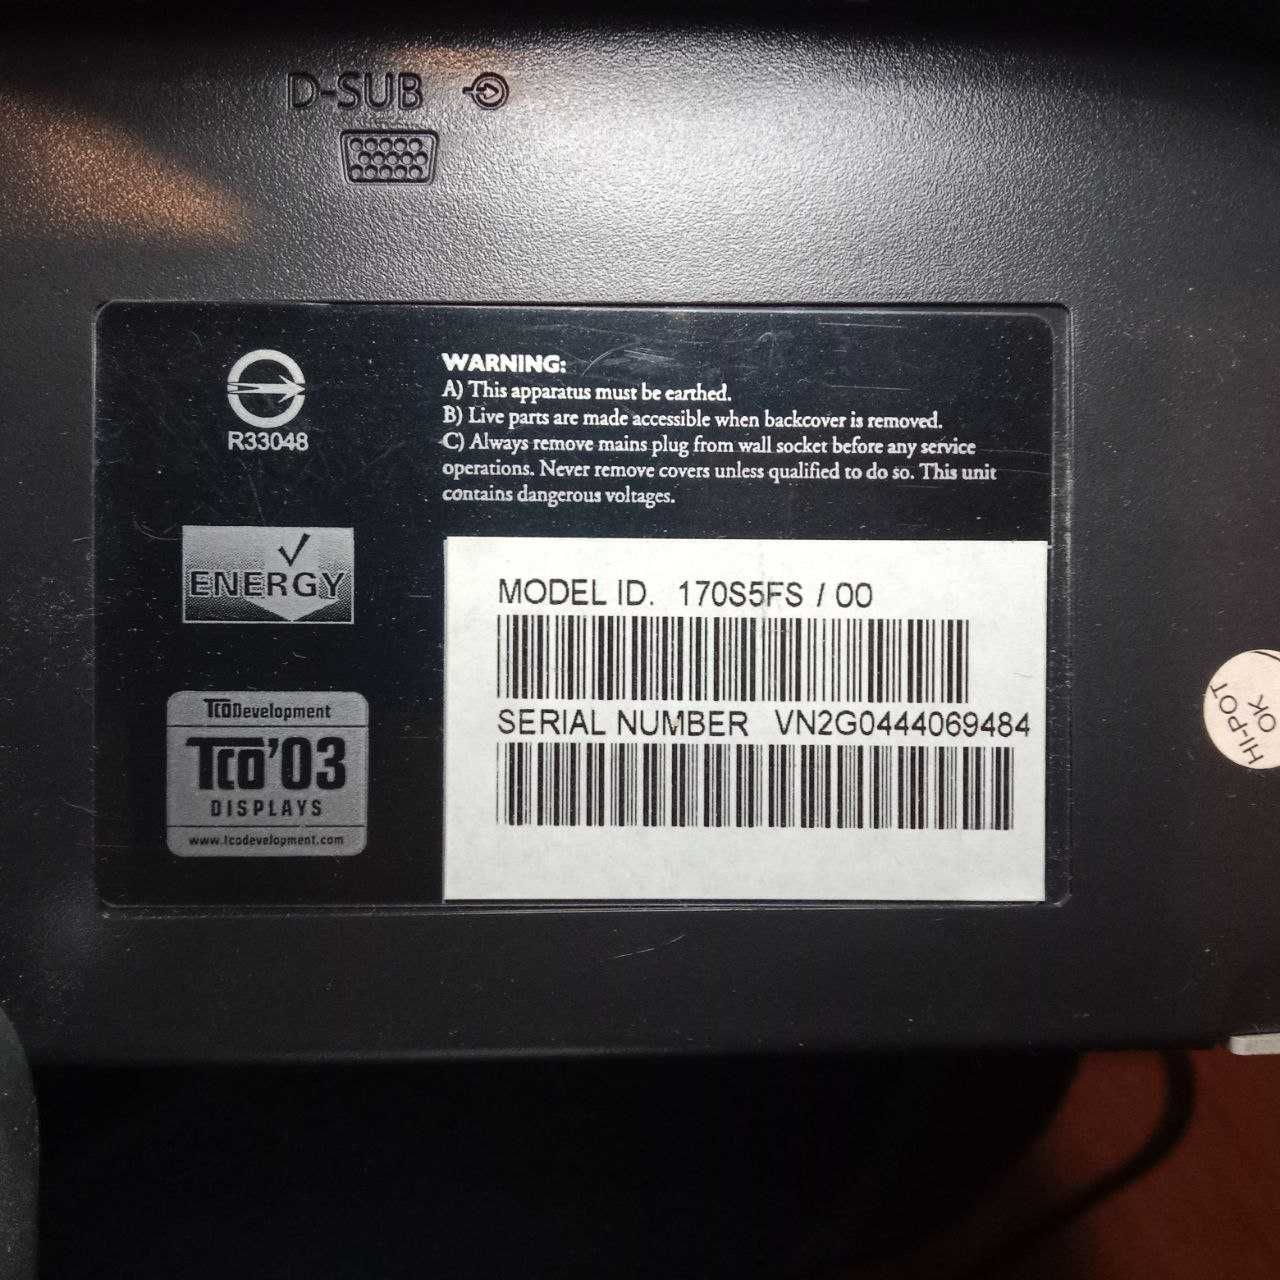 D-SUB
R33048
WARNING:
A) This apparatus must be earthed.
B) Live parts are made accessible when backcover is removed.
C) Always remove mains plug from wall socket before any service
operations. Never remove covers unless qualified to do so. This unit
contains dangerous voltages.
ENERGY
MODEL ID. 170S5FS / 00
SERIAL NUMBER VN2G0444069484
TCO Development
TCO'03
DISPLAYS
www.tcodevelopment.com
HI-POT
OK